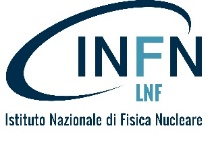 INFN
LNF
Istituto Nazionale di Fisica Nucleare